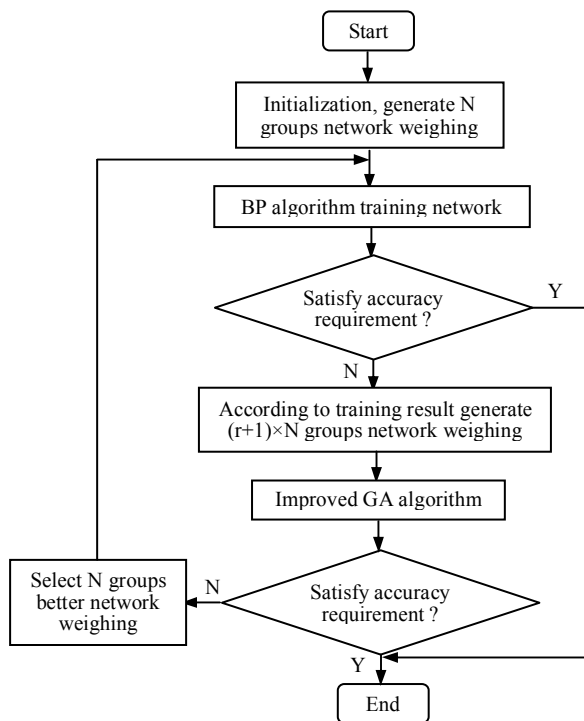 Start
Initialization, generate N
groups network weighing
BP algorithm training network
Satisfy accuracy
requirement ?
Y
N
According to training result generate
(r+1)×N groups network weighing
Improved GA algorithm
Select N groups
better network
weighing
N
Satisfy accuracy
requirement ?
Y
End